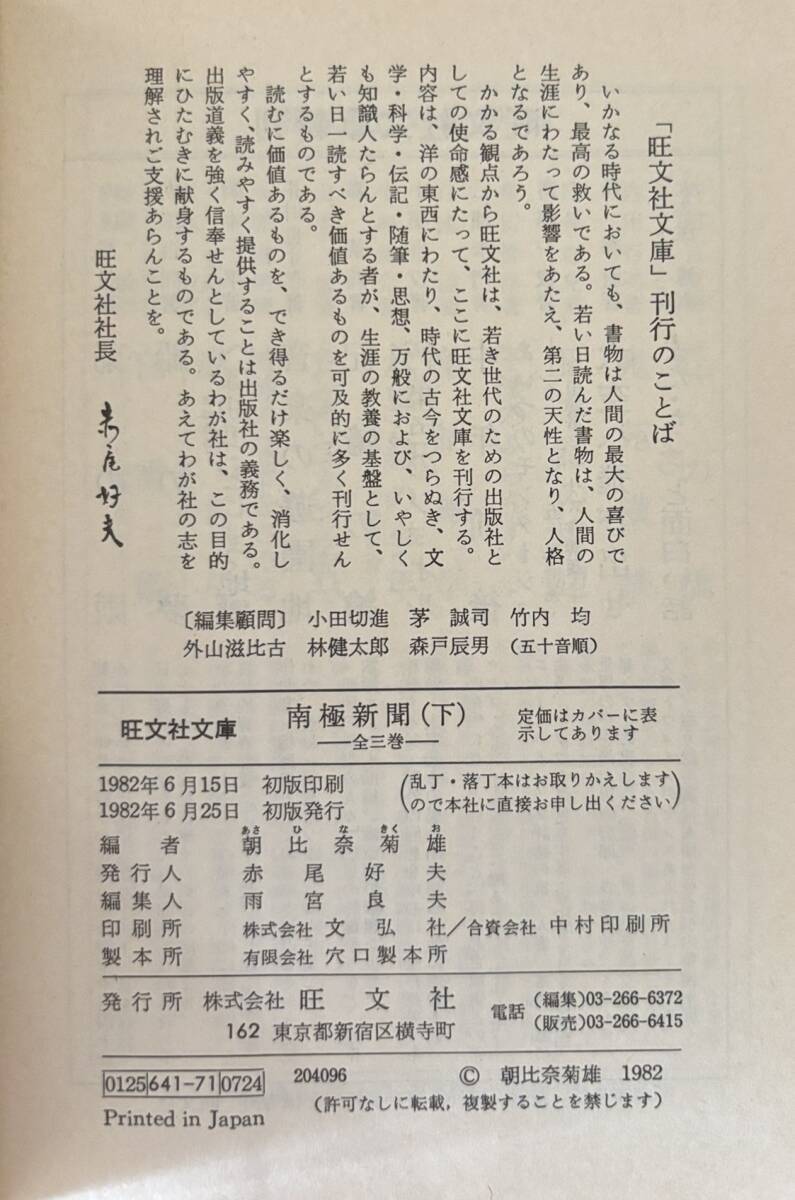 「旺文社文庫」刊行のことば
いかなる時代においても、書物は人間の最大の喜びで
あり、最高の救いである。若い日読んだ書物は、人間の
生涯にわたって影響をあたえ、第二の天性となり、人格
となるであろう。
かかる観点から旺文社は、若き世代のための出版社と
しての使命感にたって、ここに旺文社文庫を刊行する。
内容は、洋の東西にわたり、時代の古今をつらぬき、文
学・科学・伝記・随筆・思想、万般におよび、いやしく
も知識人たらんとする者が、生涯の教養の基盤として、
若い日一読すべき価値あるものを可及的に多く刊行せん
とするものである。
読むに価値あるものを、でき得るだけ楽しく、消化し
やすく、読みやすく提供することは出版社の義務である。
出版道義を強く信奉せんとしているわが社は、この目的
にひたむきに献身するものである。あえてわが社の志を
理解されご支援あらんことを。
旺文社社長 赤尾好夫
〔編集顧問〕 小田切進 茅 誠司 竹内 均
外山滋比古 林健太郎 森戸辰男 (五十音順)
旺文社文庫 南極新聞(下) ──全三巻──
定価はカバーに表
示してあります
1982年6月15日 初版印刷
1982年6月25日 初版発行
(乱丁・落丁本はお取りかえします
ので本社に直接お申し出ください)
あさ ひ な きく お
編者 朝比奈菊雄
発行人 赤尾好夫
編集人 雨宮良夫
印刷所 株式会社 文弘社/合資会社 中村印刷所
製本所 有限会社 穴口製本所
発行所 株式会社 旺文社
162 東京都新宿区横寺町
電話 (編集)03-266-6372
(販売)03-266-6415
0125 641-71 0724 204096 © 朝比奈菊雄 1982
Printed in Japan (許可なしに転載,複製することを禁じます)